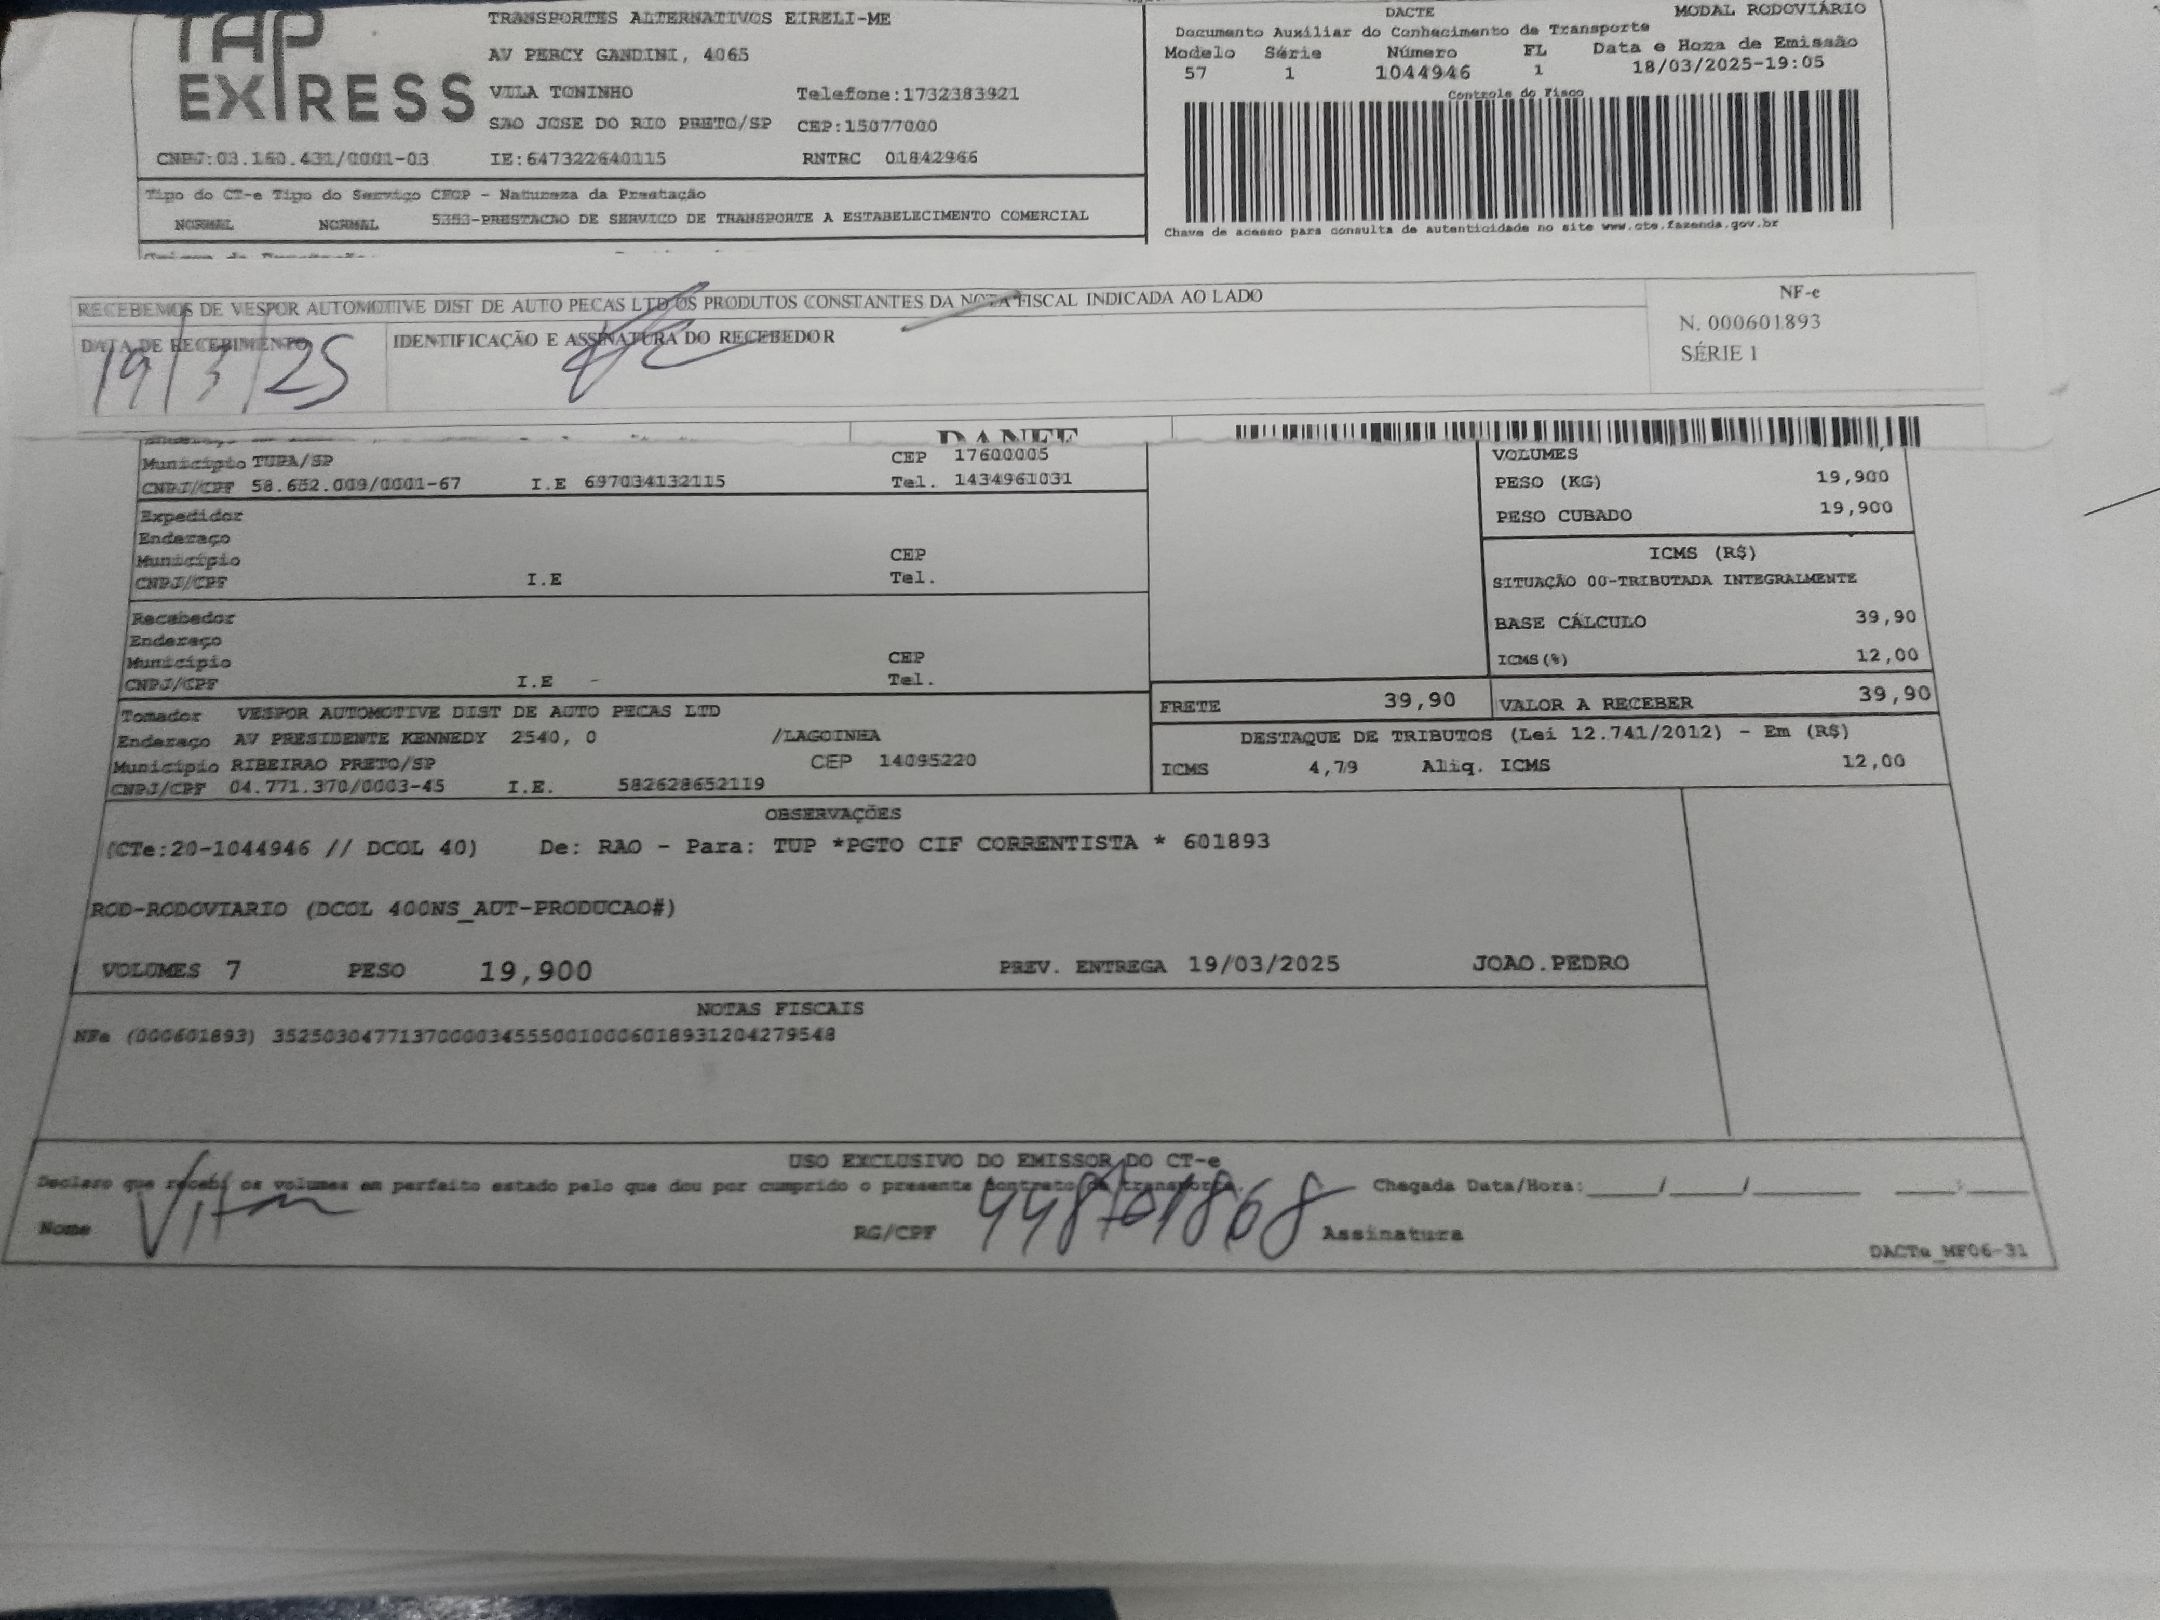 TAP
EXPRESS
TRANSPORTES ALTERNATIVOS EIRELI-ME
AV PERCY GANDINI, 4065
VILA TONINHO Telefone:1732383921
SAO JOSE DO RIO PRETO/SP CEP:15077000
CNPJ:03.160.431/0001-03 IE:647322640115 RNTRC 01842966
DACTE MODAL RODOVIÁRIO
Documento Auxiliar do Conhecimento de Transporte
Modelo Série Número FL Data e Hora de Emissão
57 1 1044946 1 18/03/2025-19:05
Controle do Fisco
Chave de acesso para consulta de autenticidade no site www.cte.fazenda.gov.br
Tipo do CT-e Tipo do Serviço CFOP - Natureza da Prestação
NORMAL NORMAL 5353-PRESTACAO DE SERVICO DE TRANSPORTE A ESTABELECIMENTO COMERCIAL
RECEBEMOS DE VESPOR AUTOMOTIVE DIST DE AUTO PECAS LTD OS PRODUTOS CONSTANTES DA NOTA FISCAL INDICADA AO LADO
DATA DE RECEBIMENTO IDENTIFICAÇÃO E ASSINATURA DO RECEBEDOR
19/3/25
NF-e
N. 000601893
SÉRIE 1
DANFE
Município TUPA/SP CEP 17600005
CNPJ/CPF 58.652.009/0001-67 I.E 697034132115 Tel. 1434961031
Expedidor
Endereço
Município CEP
CNPJ/CPF I.E Tel.
Recebedor
Endereço
Município CEP
CNPJ/CPF I.E - Tel.
VOLUMES
PESO (KG) 19,900
PESO CUBADO 19,900
ICMS (R$)
SITUAÇÃO 00-TRIBUTADA INTEGRALMENTE
BASE CÁLCULO 39,90
ICMS(%) 12,00
FRETE 39,90 VALOR A RECEBER 39,90
Tomador VESPOR AUTOMOTIVE DIST DE AUTO PECAS LTD
Endereço AV PRESIDENTE KENNEDY 2540, 0 /LAGOINHA
Município RIBEIRAO PRETO/SP CEP 14095220
CNPJ/CPF 04.771.370/0003-45 I.E. 582628652119
DESTAQUE DE TRIBUTOS (Lei 12.741/2012) - Em (R$)
ICMS 4,79 Aliq. ICMS 12,00
OBSERVAÇÕES
(CTe:20-1044946 // DCOL 40) De: RAO - Para: TUP *PGTO CIF CORRENTISTA * 601893
ROD-RODOVIARIO (DCOL 400NS_AUT-PRODUCAO#)
VOLUMES 7 PESO 19,900 PREV. ENTREGA 19/03/2025 JOAO.PEDRO
NOTAS FISCAIS
NFe (000601893) 35250304771370000345550010006018931204279548
USO EXCLUSIVO DO EMISSOR DO CT-e
Declaro que recebi os volumes em perfeito estado pelo que dou por cumprido o presente contrato de transporte. Chegada Data/Hora:_____/_____/_______ ____:____
Nome RG/CPF Assinatura
DACTe_MF06-31